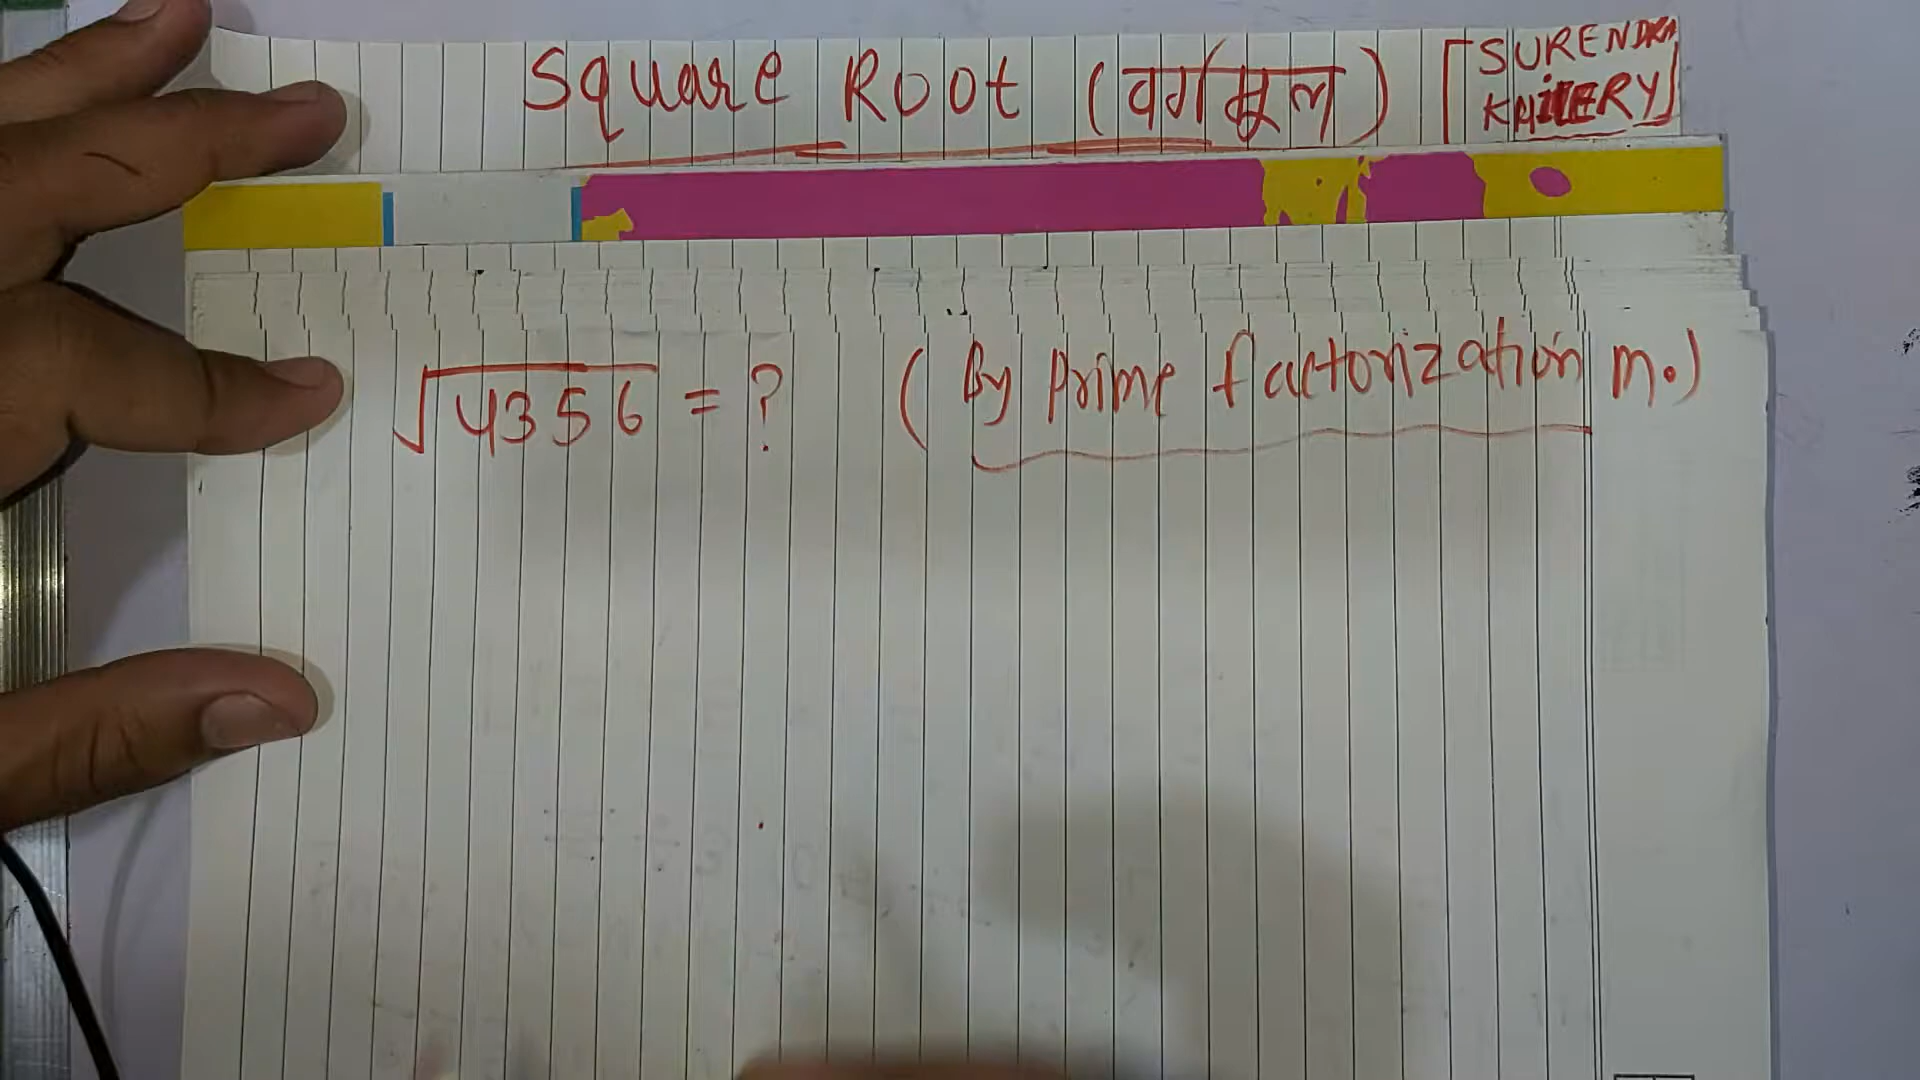 Square Root (वर्गमूल) [SURENDRA
KHILERY]
√4356 = ? (By Prime factorization m.)